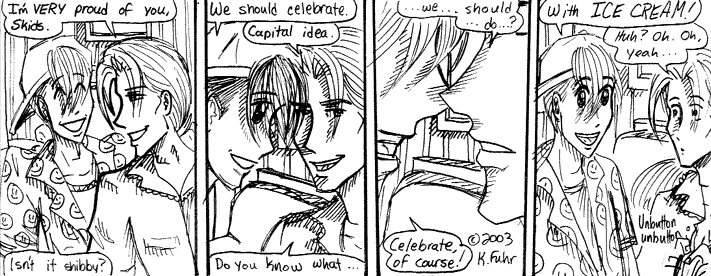 I'm VERY proud of you,
Skids.
Isn't it shibby?
We should celebrate.
Capital idea.
Do you know what ...
...we... should
... do...?
Celebrate,
of course!
©2003
K.Fuhr
With ICE CREAM!
Huh? Oh. Oh,
yeah...
Unbutton
unbutton